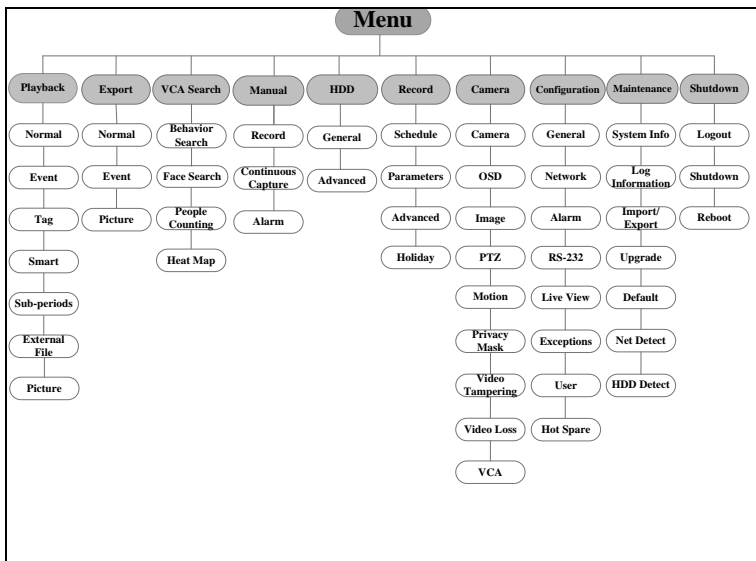 Menu
Playback
Export
VCA Search
Manual
HDD
Record
Camera
Configuration
Maintenance
Shutdown
Normal
Event
Tag
Smart
Sub-periods
External
File
Picture
Normal
Event
Picture
Behavior
Search
Face Search
People
Counting
Heat Map
Record
Continuous
Capture
Alarm
General
Advanced
Schedule
Parameters
Advanced
Holiday
Camera
OSD
Image
PTZ
Motion
Privacy
Mask
Video
Tampering
Video Loss
VCA
General
Network
Alarm
RS-232
Live View
Exceptions
User
Hot Spare
System Info
Log
Information
Import/
Export
Upgrade
Default
Net Detect
HDD Detect
Logout
Shutdown
Reboot